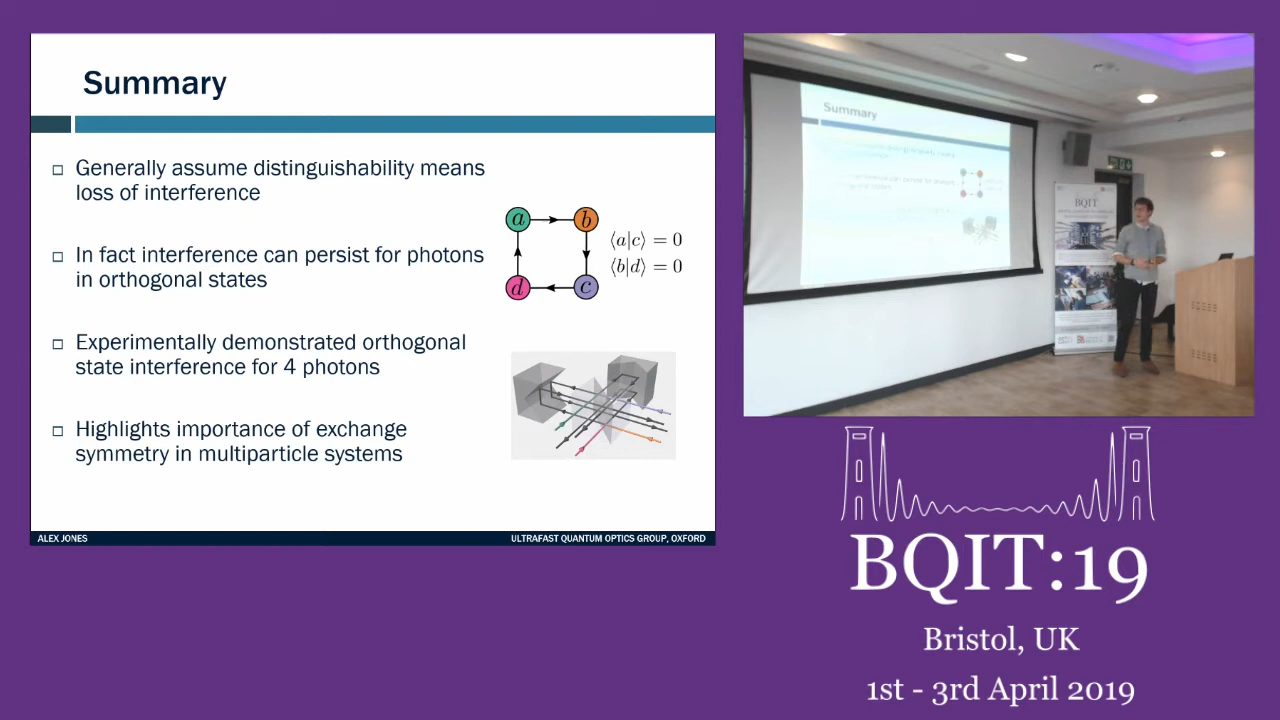 Summary
Generally assume distinguishability means
loss of interference
In fact interference can persist for photons
in orthogonal states
Experimentally demonstrated orthogonal
state interference for 4 photons
Highlights importance of exchange
symmetry in multiparticle systems
a b
d c
⟨a|c⟩ = 0
⟨b|d⟩ = 0
ALEX JONES
ULTRAFAST QUANTUM OPTICS GROUP, OXFORD
Summary
BQIT
BQIT:19
Bristol, UK
1st - 3rd April 2019